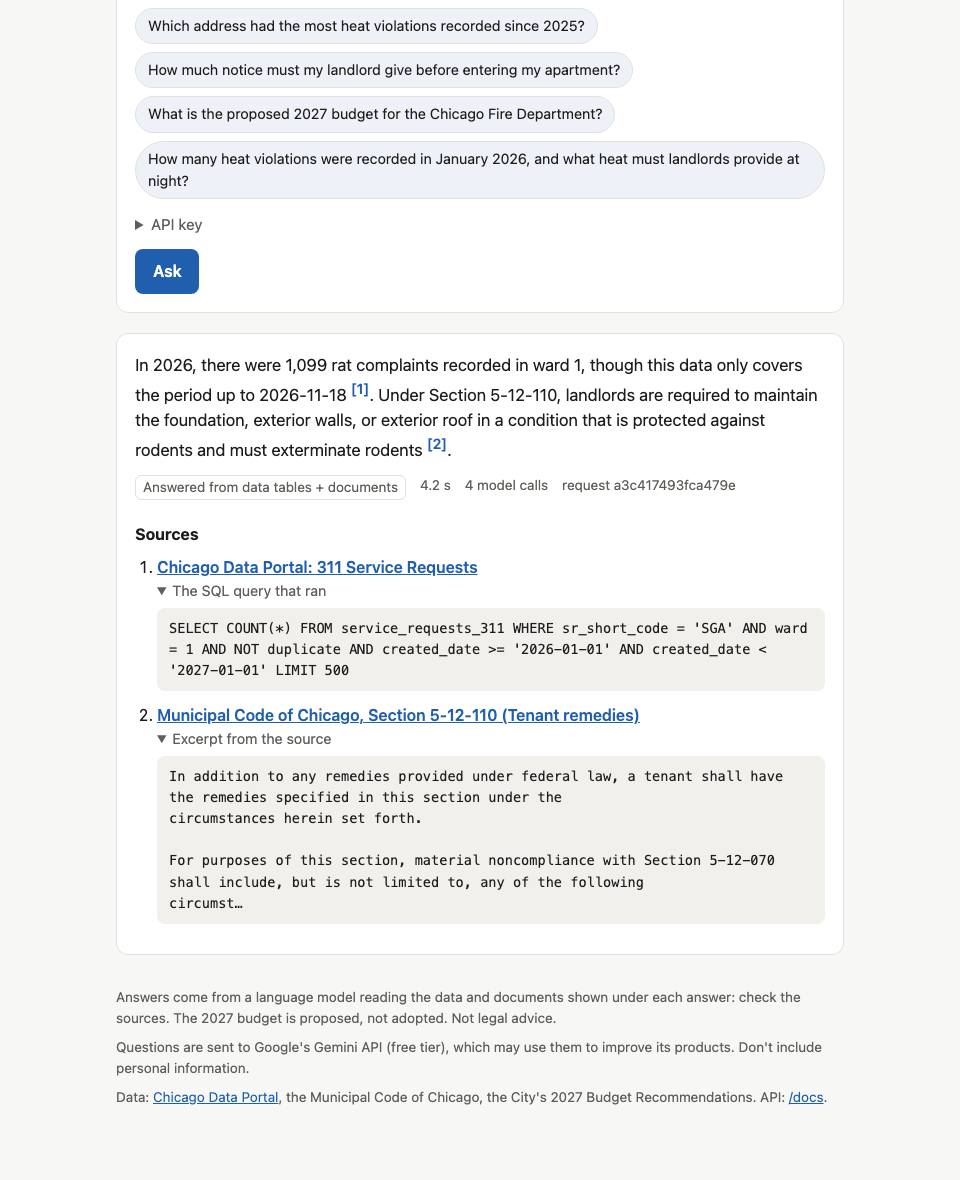 Which address had the most heat violations recorded since 2025?
How much notice must my landlord give before entering my apartment?
What is the proposed 2027 budget for the Chicago Fire Department?
How many heat violations were recorded in January 2026, and what heat must landlords provide at
night?
▶ API key
Ask
In 2026, there were 1,099 rat complaints recorded in ward 1, though this data only covers
the period up to 2026-11-18 [1]. Under Section 5-12-110, landlords are required to maintain
the foundation, exterior walls, or exterior roof in a condition that is protected against
rodents and must exterminate rodents [2].
Answered from data tables + documents 4.2 s 4 model calls request a3c417493fca479e
Sources
1. Chicago Data Portal: 311 Service Requests
▼ The SQL query that ran
SELECT COUNT(*) FROM service_requests_311 WHERE sr_short_code = 'SGA' AND ward
= 1 AND NOT duplicate AND created_date >= '2026-01-01' AND created_date <
'2027-01-01' LIMIT 500
2. Municipal Code of Chicago, Section 5-12-110 (Tenant remedies)
▼ Excerpt from the source
In addition to any remedies provided under federal law, a tenant shall have
the remedies specified in this section under the
circumstances herein set forth.
For purposes of this section, material noncompliance with Section 5-12-070
shall include, but is not limited to, any of the following
circumst…
Answers come from a language model reading the data and documents shown under each answer: check the
sources. The 2027 budget is proposed, not adopted. Not legal advice.
Questions are sent to Google's Gemini API (free tier), which may use them to improve its products. Don't include
personal information.
Data: Chicago Data Portal, the Municipal Code of Chicago, the City's 2027 Budget Recommendations. API: /docs.